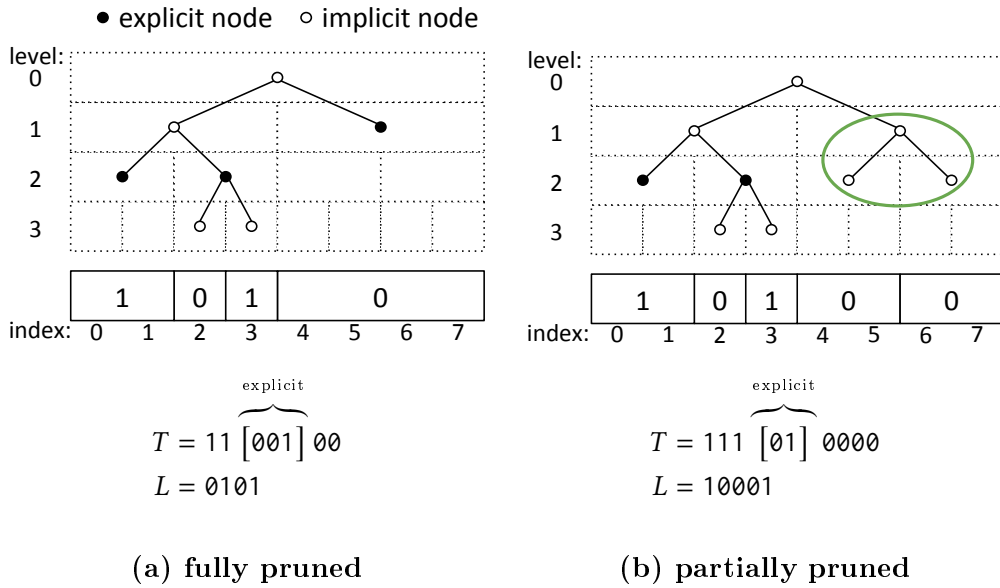 ● explicit node ○ implicit node
level:
0
1
2
3
1 0 1 0
index: 0 1 2 3 4 5 6 7
explicit
T = 11 [001] 00
L = 0101
(a) fully pruned
level:
0
1
2
3
1 0 1 0 0
index: 0 1 2 3 4 5 6 7
explicit
T = 111 [01] 0000
L = 10001
(b) partially pruned